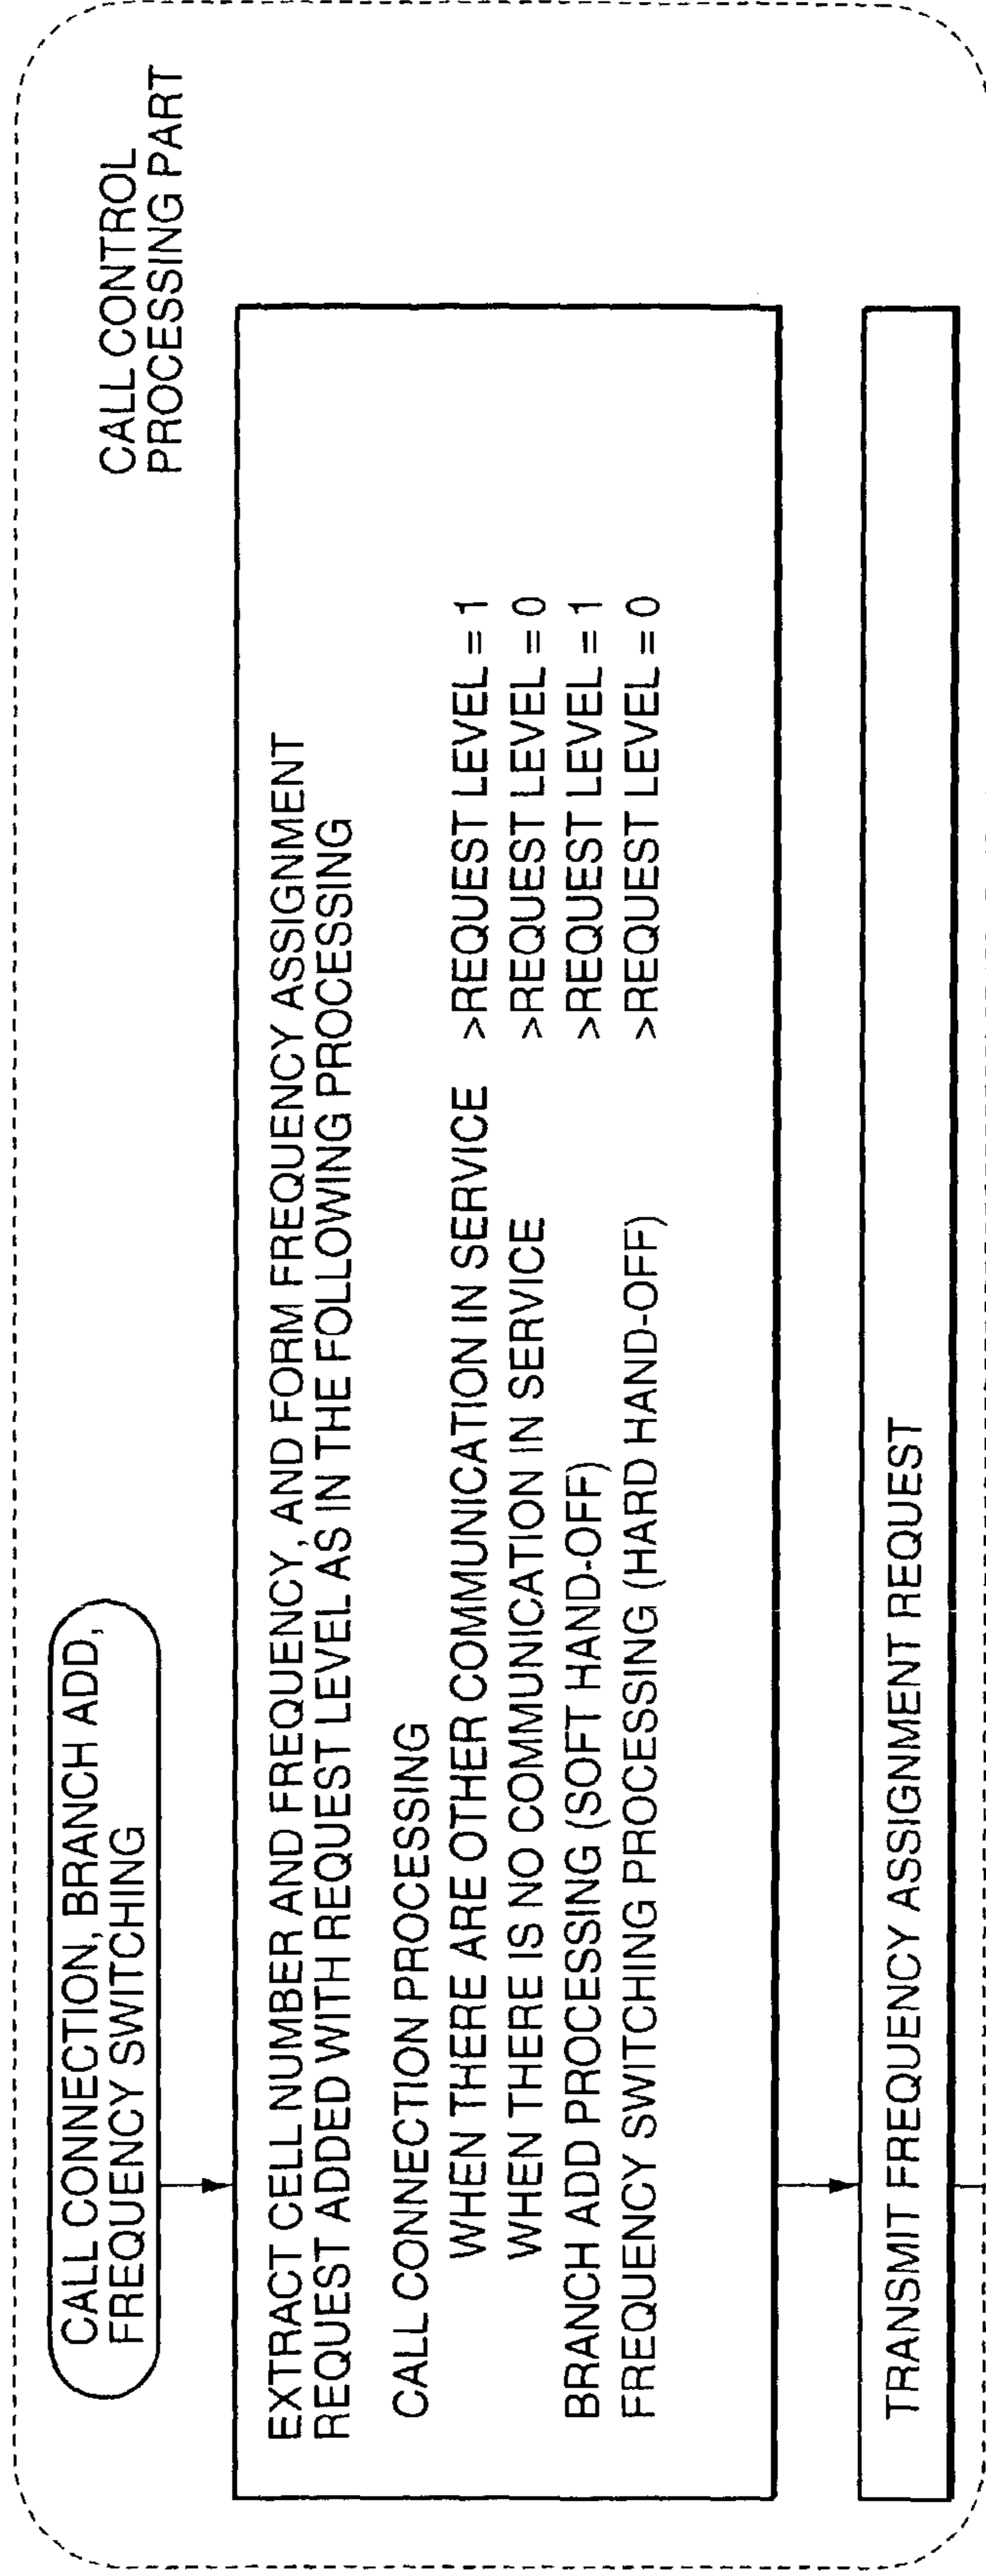 CALL CONTROL
PROCESSING PART
CALL CONNECTION, BRANCH ADD,
FREQUENCY SWITCHING
EXTRACT CELL NUMBER AND FREQUENCY, AND FORM FREQUENCY ASSIGNMENT
REQUEST ADDED WITH REQUEST LEVEL AS IN THE FOLLOWING PROCESSING
CALL CONNECTION PROCESSING
WHEN THERE ARE OTHER COMMUNICATION IN SERVICE >REQUEST LEVEL = 1
WHEN THERE IS NO COMMUNICATION IN SERVICE >REQUEST LEVEL = 0
BRANCH ADD PROCESSING (SOFT HAND-OFF) >REQUEST LEVEL = 1
FREQUENCY SWITCHING PROCESSING (HARD HAND-OFF) >REQUEST LEVEL = 0
TRANSMIT FREQUENCY ASSIGNMENT REQUEST